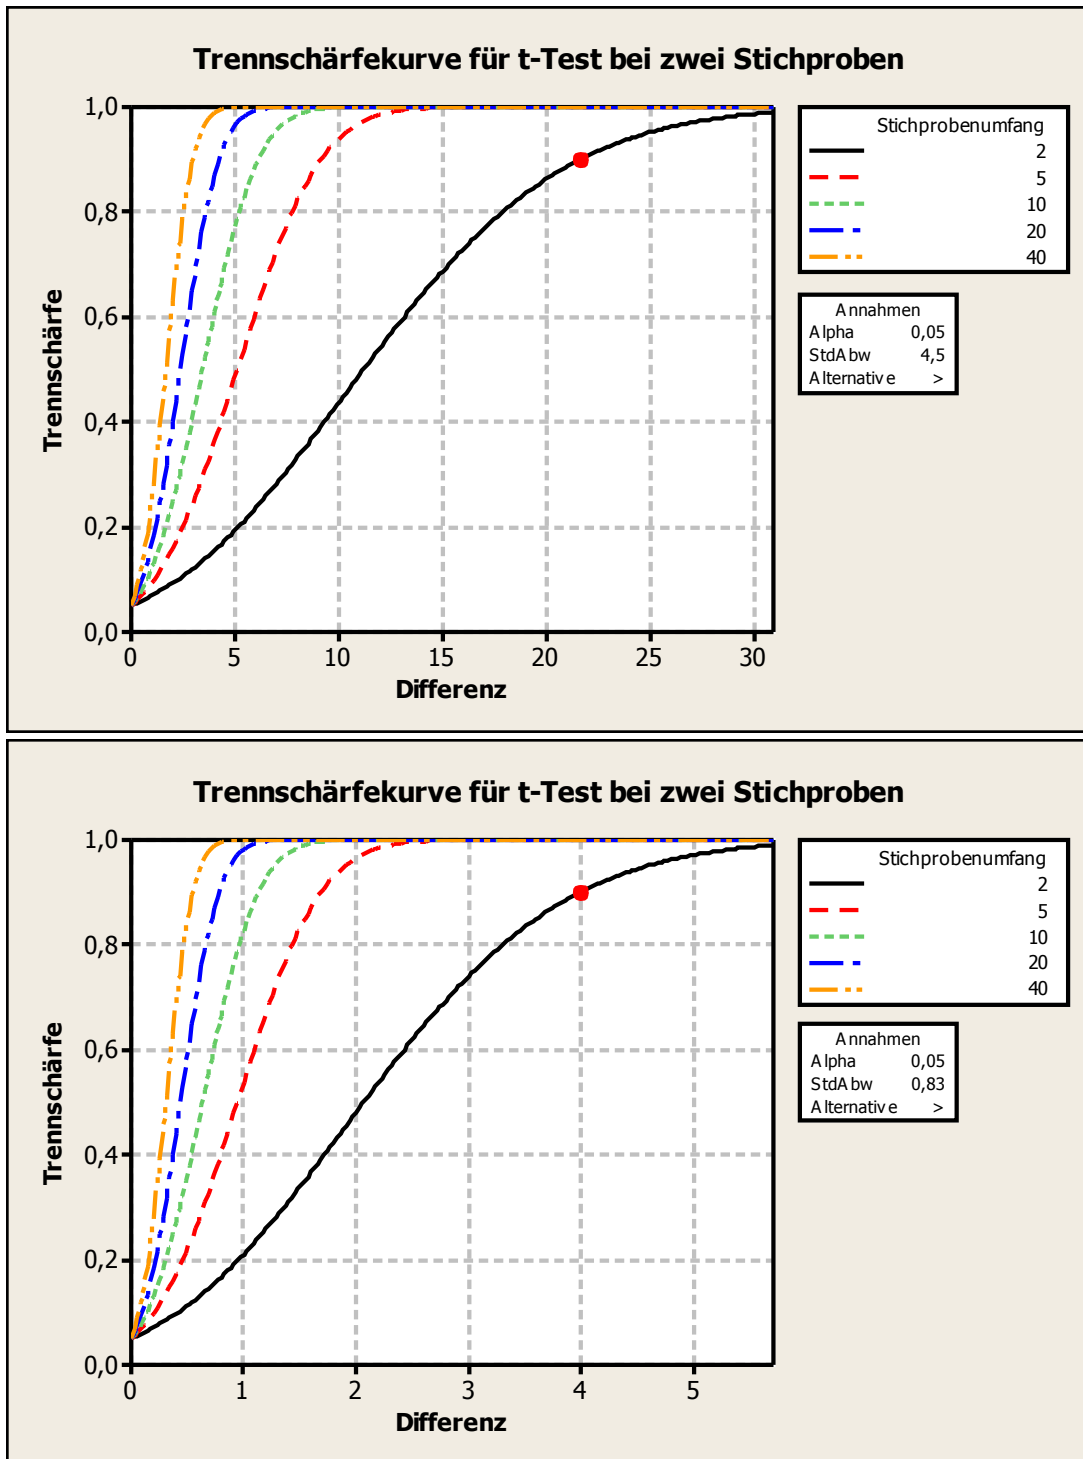 Trennschärfekurve für t-Test bei zwei Stichproben
1,0
0,8
0,6
0,4
0,2
0,0
Trennschärfe
0 5 10 15 20 25 30
Differenz
Stichprobenumfang
2
5
10
20
40
Annahmen
Alpha 0,05
StdAbw 4,5
Alternative >
Trennschärfekurve für t-Test bei zwei Stichproben
1,0
0,8
0,6
0,4
0,2
0,0
Trennschärfe
0 1 2 3 4 5
Differenz
Stichprobenumfang
2
5
10
20
40
Annahmen
Alpha 0,05
StdAbw 0,83
Alternative >